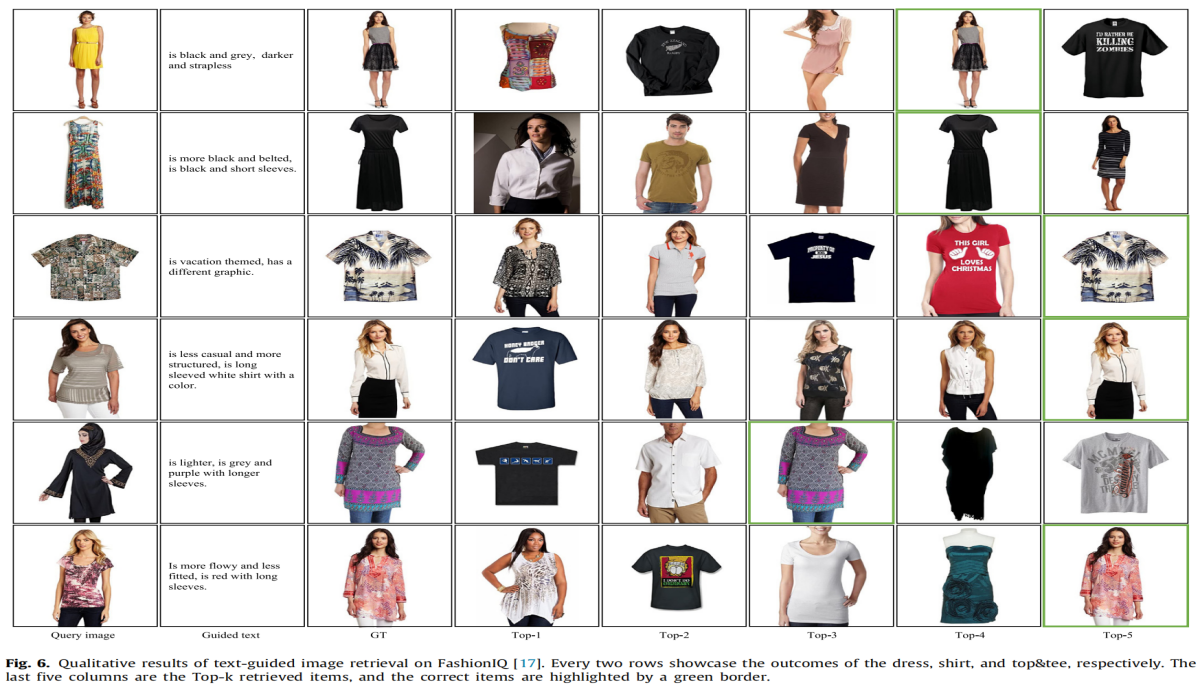 is black and grey, darker
and strapless
I'D RATHER BE
KILLING
ZOMBIES
is more black and belted,
is black and short sleeves.
is vacation themed, has a
different graphic.
PROPERTY OF
JESUS
THIS GIRL
LOVES
CHRISTMAS
is less casual and more
structured, is long
sleeved white shirt with a
color.
HONEY BADGER
DON'T CARE
is lighter, is grey and
purple with longer
sleeves.
Is more flowy and less
fitted, is red with long
sleeves.
Query image
Guided text
GT
Top-1
Top-2
Top-3
Top-4
Top-5
Fig. 6. Qualitative results of text-guided image retrieval on FashionIQ [17]. Every two rows showcase the outcomes of the dress, shirt, and top&tee, respectively. The
last five columns are the Top-k retrieved items, and the correct items are highlighted by a green border.